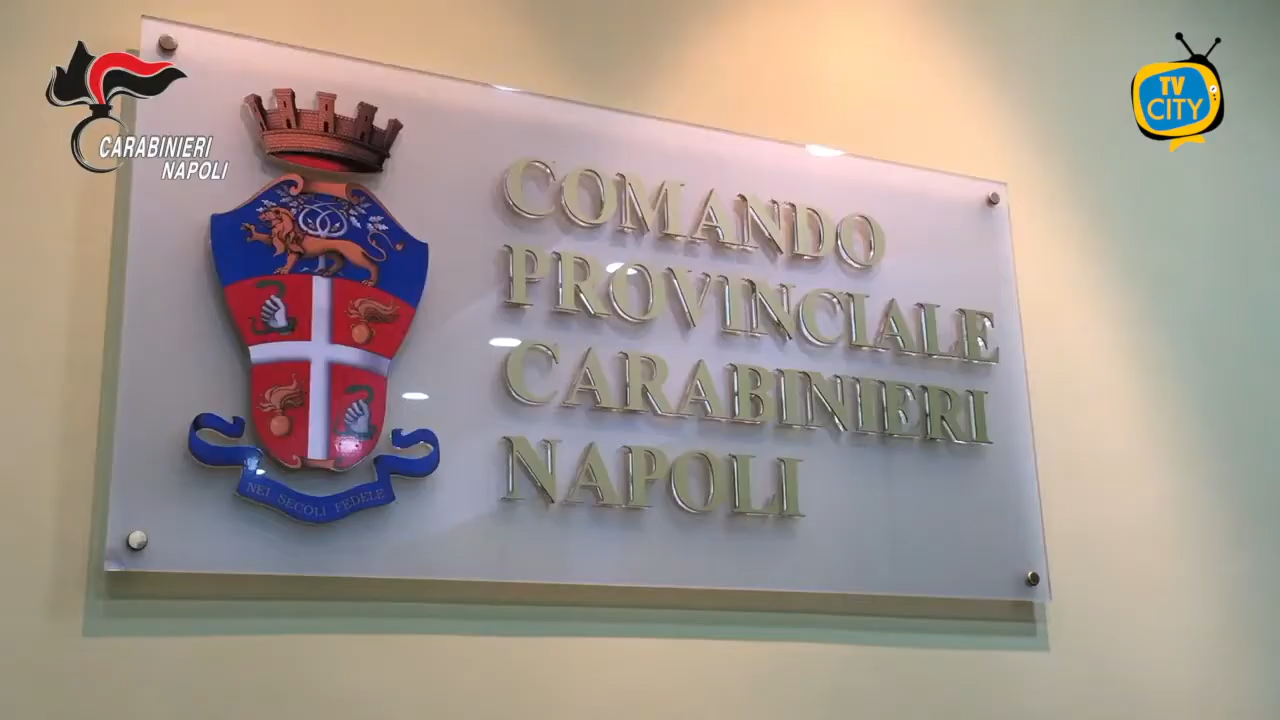 CARABINIERI
NAPOLI
TV
CITY
COMANDO
PROVINCIALE
CARABINIERI
NAPOLI
NEI SECOLI FEDELE